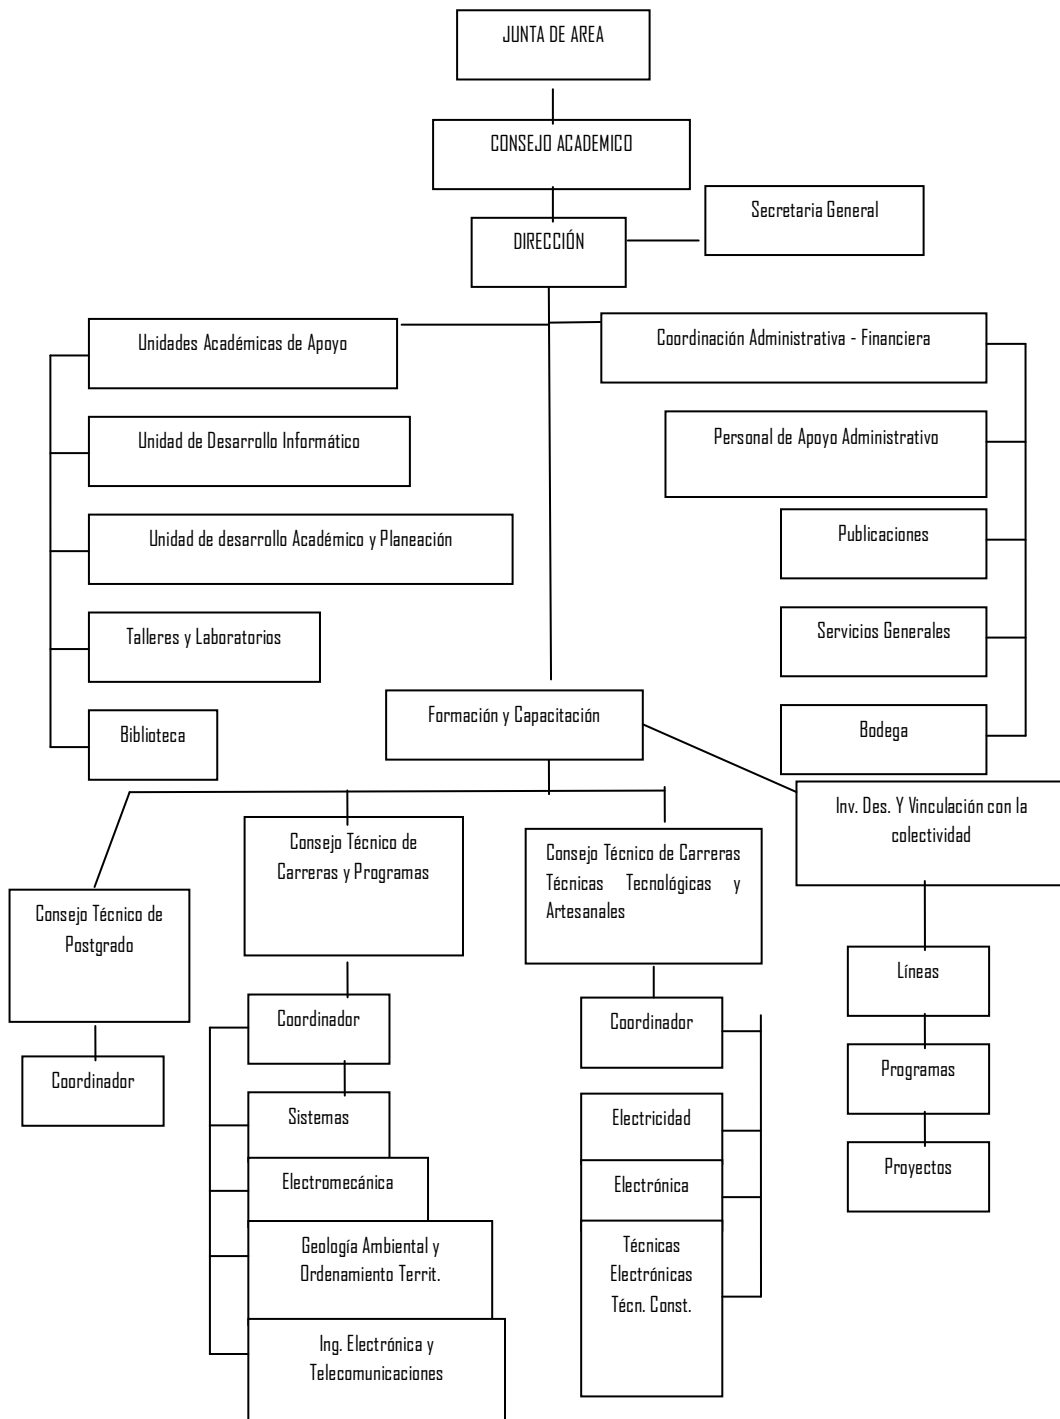 JUNTA DE AREA
CONSEJO ACADEMICO
Secretaria General
DIRECCIÓN
Unidades Académicas de Apoyo
Coordinación Administrativa - Financiera
Unidad de Desarrollo Informático
Personal de Apoyo Administrativo
Unidad de desarrollo Académico y Planeación
Publicaciones
Talleres y Laboratorios
Servicios Generales
Biblioteca
Formación y Capacitación
Bodega
Inv. Des. Y Vinculación con la
colectividad
Consejo Técnico de
Carreras y Programas
Consejo Técnico de Carreras
Técnicas Tecnológicas y
Artesanales
Consejo Técnico de
Postgrado
Líneas
Coordinador
Coordinador
Coordinador
Programas
Sistemas
Electricidad
Proyectos
Electromecánica
Electrónica
Geología Ambiental y
Ordenamiento Territ.
Técnicas
Electrónicas
Técn. Const.
Ing. Electrónica y
Telecomunicaciones